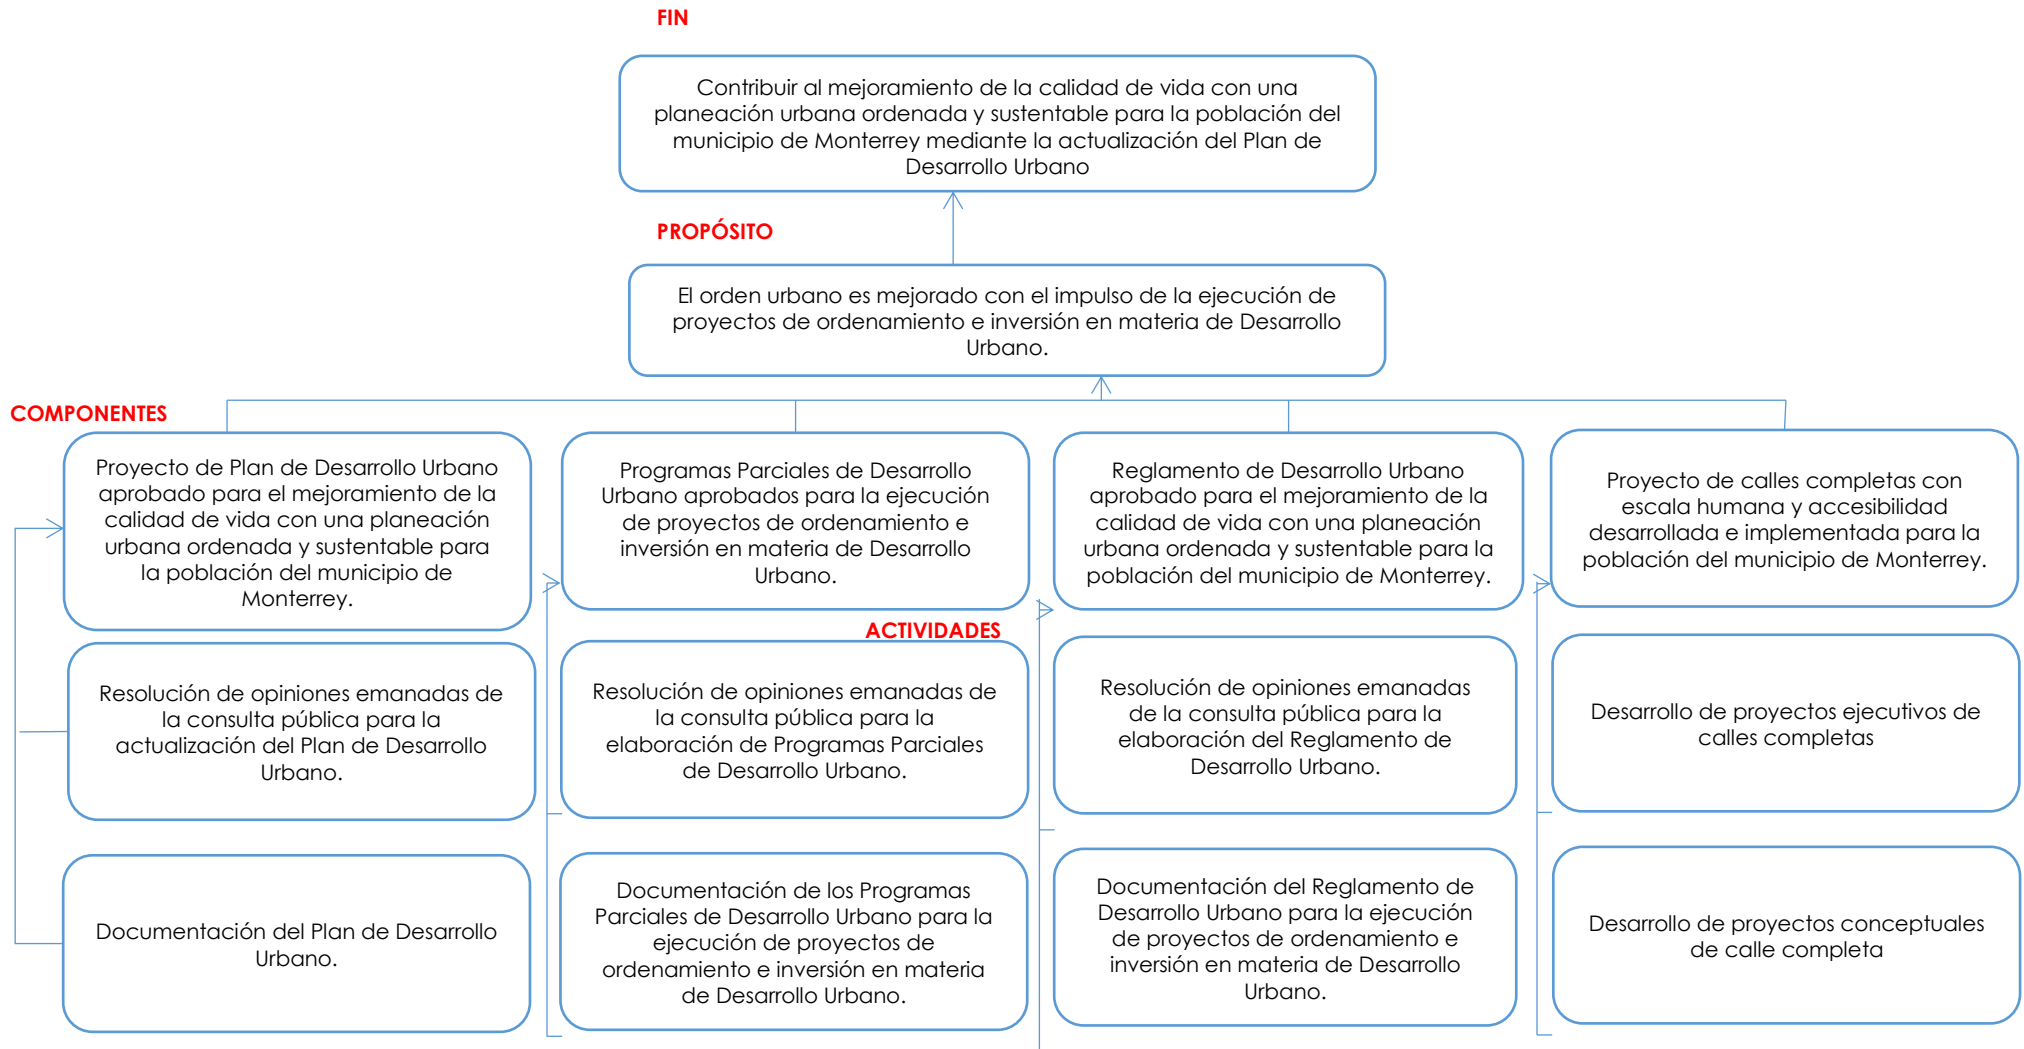 FIN
Contribuir al mejoramiento de la calidad de vida con una
planeación urbana ordenada y sustentable para la población del
municipio de Monterrey mediante la actualización del Plan de
Desarrollo Urbano
PROPÓSITO
El orden urbano es mejorado con el impulso de la ejecución de
proyectos de ordenamiento e inversión en materia de Desarrollo
Urbano.
COMPONENTES
Proyecto de Plan de Desarrollo Urbano
aprobado para el mejoramiento de la
calidad de vida con una planeación
urbana ordenada y sustentable para
la población del municipio de
Monterrey.
Programas Parciales de Desarrollo
Urbano aprobados para la ejecución
de proyectos de ordenamiento e
inversión en materia de Desarrollo
Urbano.
Reglamento de Desarrollo Urbano
aprobado para el mejoramiento de la
calidad de vida con una planeación
urbana ordenada y sustentable para la
población del municipio de Monterrey.
Proyecto de calles completas con
escala humana y accesibilidad
desarrollada e implementada para la
población del municipio de Monterrey.
ACTIVIDADES
Resolución de opiniones emanadas de
la consulta pública para la
actualización del Plan de Desarrollo
Urbano.
Resolución de opiniones emanadas de
la consulta pública para la
elaboración de Programas Parciales
de Desarrollo Urbano.
Resolución de opiniones emanadas
de la consulta pública para la
elaboración del Reglamento de
Desarrollo Urbano.
Desarrollo de proyectos ejecutivos de
calles completas
Documentación del Plan de Desarrollo
Urbano.
Documentación de los Programas
Parciales de Desarrollo Urbano para la
ejecución de proyectos de
ordenamiento e inversión en materia
de Desarrollo Urbano.
Documentación del Reglamento de
Desarrollo Urbano para la ejecución
de proyectos de ordenamiento e
inversión en materia de Desarrollo
Urbano.
Desarrollo de proyectos conceptuales
de calle completa